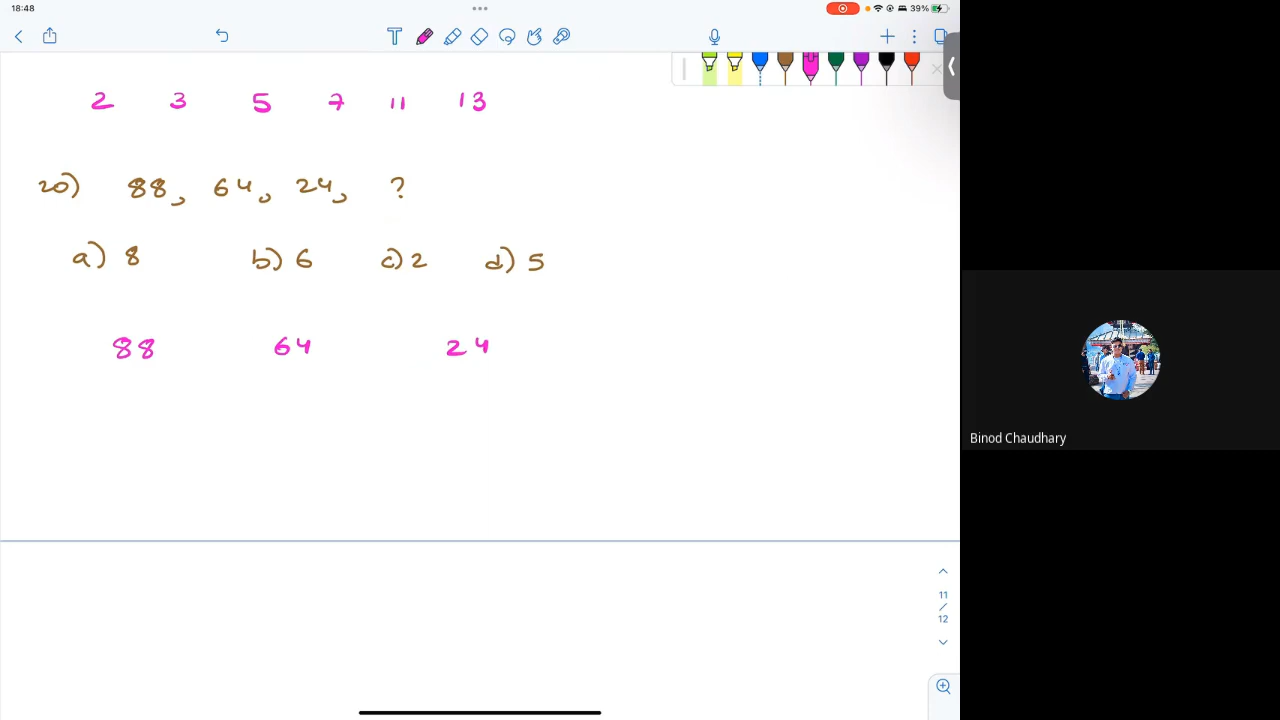 18:48
39%
T
2 3 5 7 11 13
20) 88, 64, 24, ?
a) 8 b) 6 c) 2 d) 5
88 64 24
Binod Chaudhary
11
/
12